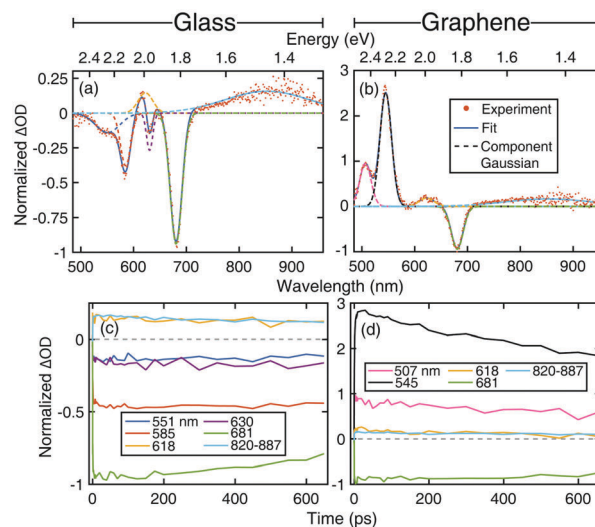 Glass
Graphene
Energy (eV)
2.4 2.2 2.0 1.8 1.6 1.4
2.4 2.2 2.0 1.8 1.6 1.4
(a)
(b)
Normalized ΔOD
0.25
0
-0.25
-0.5
-0.75
-1
3
2
1
0
-1
Experiment
Fit
Component
Gaussian
500 600 700 800 900
500 600 700 800 900
Wavelength (nm)
(c)
(d)
Normalized ΔOD
0
-0.5
-1
3
2
1
0
-1
551 nm
585
618
630
681
820-887
507 nm
545
618
681
820-887
0 200 400 600
0 200 400 600
Time (ps)